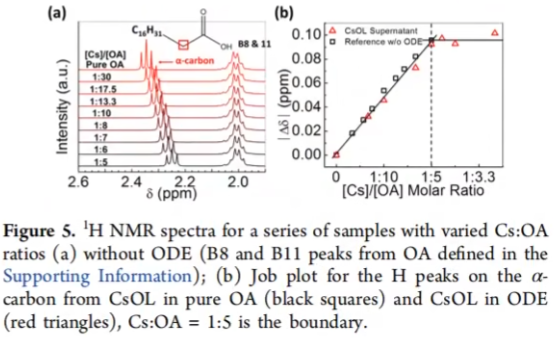 (a)
O
C₁₆H₃₁
OH
B8 & 11
[Cs]/[OA]
Pure OA
α-carbon
1:30
1:17.5
1:13.3
1:10
1:8
1:7
1:6
1:5
Intensity (a.u.)
2.6 2.4 2.2 2.0
δ (ppm)
(b)
CsOL Supernatant
Reference w/o ODE
|Δδ| (ppm)
0.10
0.08
0.06
0.04
0.02
0.00
0 1:10 1:5 1:3.3
[Cs]/[OA] Molar Ratio
Figure 5. ¹H NMR spectra for a series of samples with varied Cs:OA
ratios (a) without ODE (B8 and B11 peaks from OA defined in the
Supporting Information); (b) Job plot for the H peaks on the α-
carbon from CsOL in pure OA (black squares) and CsOL in ODE
(red triangles), Cs:OA = 1:5 is the boundary.